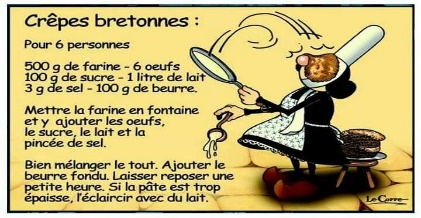 Crêpes bretonnes :
Pour 6 personnes
500 g de farine - 6 oeufs
100 g de sucre - 1 litre de lait
3 g de sel - 100 g de beurre.
Mettre la farine en fontaine
et y ajouter les oeufs,
le sucre, le lait et la
pincée de sel.
Bien mélanger le tout. Ajouter le
beurre fondu. Laisser reposer une
petite heure. Si la pâte est trop
épaisse, l'éclaircir avec du lait.
Le Corre